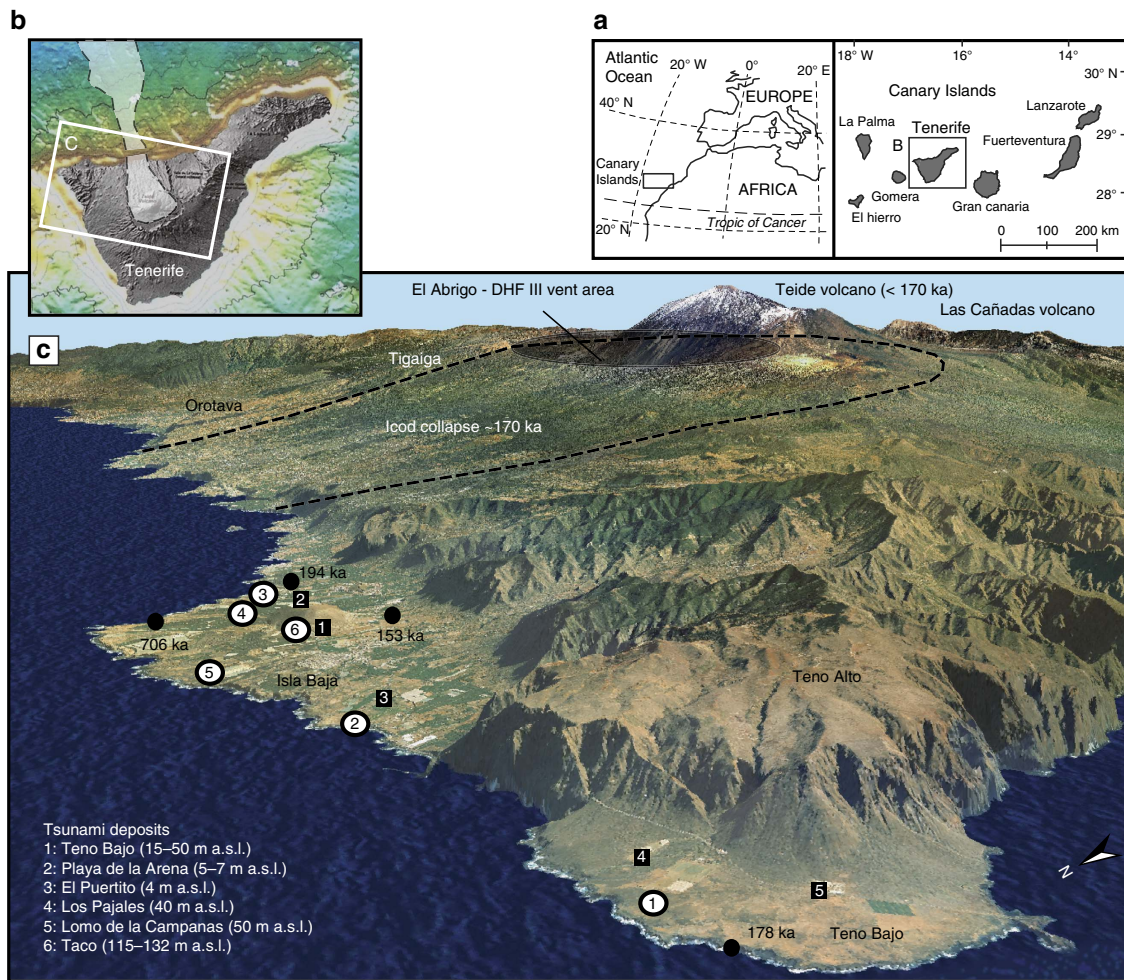 b
C
Tenerife
a
Atlantic
Ocean
20° W
0°
20° E
40° N
EUROPE
Canary
Islands
AFRICA
20° N
Tropic of Cancer
18° W
16°
14°
30° N
Canary Islands
Lanzarote
La Palma
Tenerife
29°
B
Fuerteventura
Gomera
28°
El hierro
Gran canaria
0 100 200 km
c
El Abrigo - DHF III vent area
Teide volcano (< 170 ka)
Las Cañadas volcano
Tigaiga
Orotava
Icod collapse ~170 ka
194 ka
3
2
4
6
1
153 ka
706 ka
5
Isla Baja
3
2
Teno Alto
4
5
1
178 ka
Teno Bajo
N
Tsunami deposits
1: Teno Bajo (15–50 m a.s.l.)
2: Playa de la Arena (5–7 m a.s.l.)
3: El Puertito (4 m a.s.l.)
4: Los Pajales (40 m a.s.l.)
5: Lomo de la Campanas (50 m a.s.l.)
6: Taco (115–132 m a.s.l.)